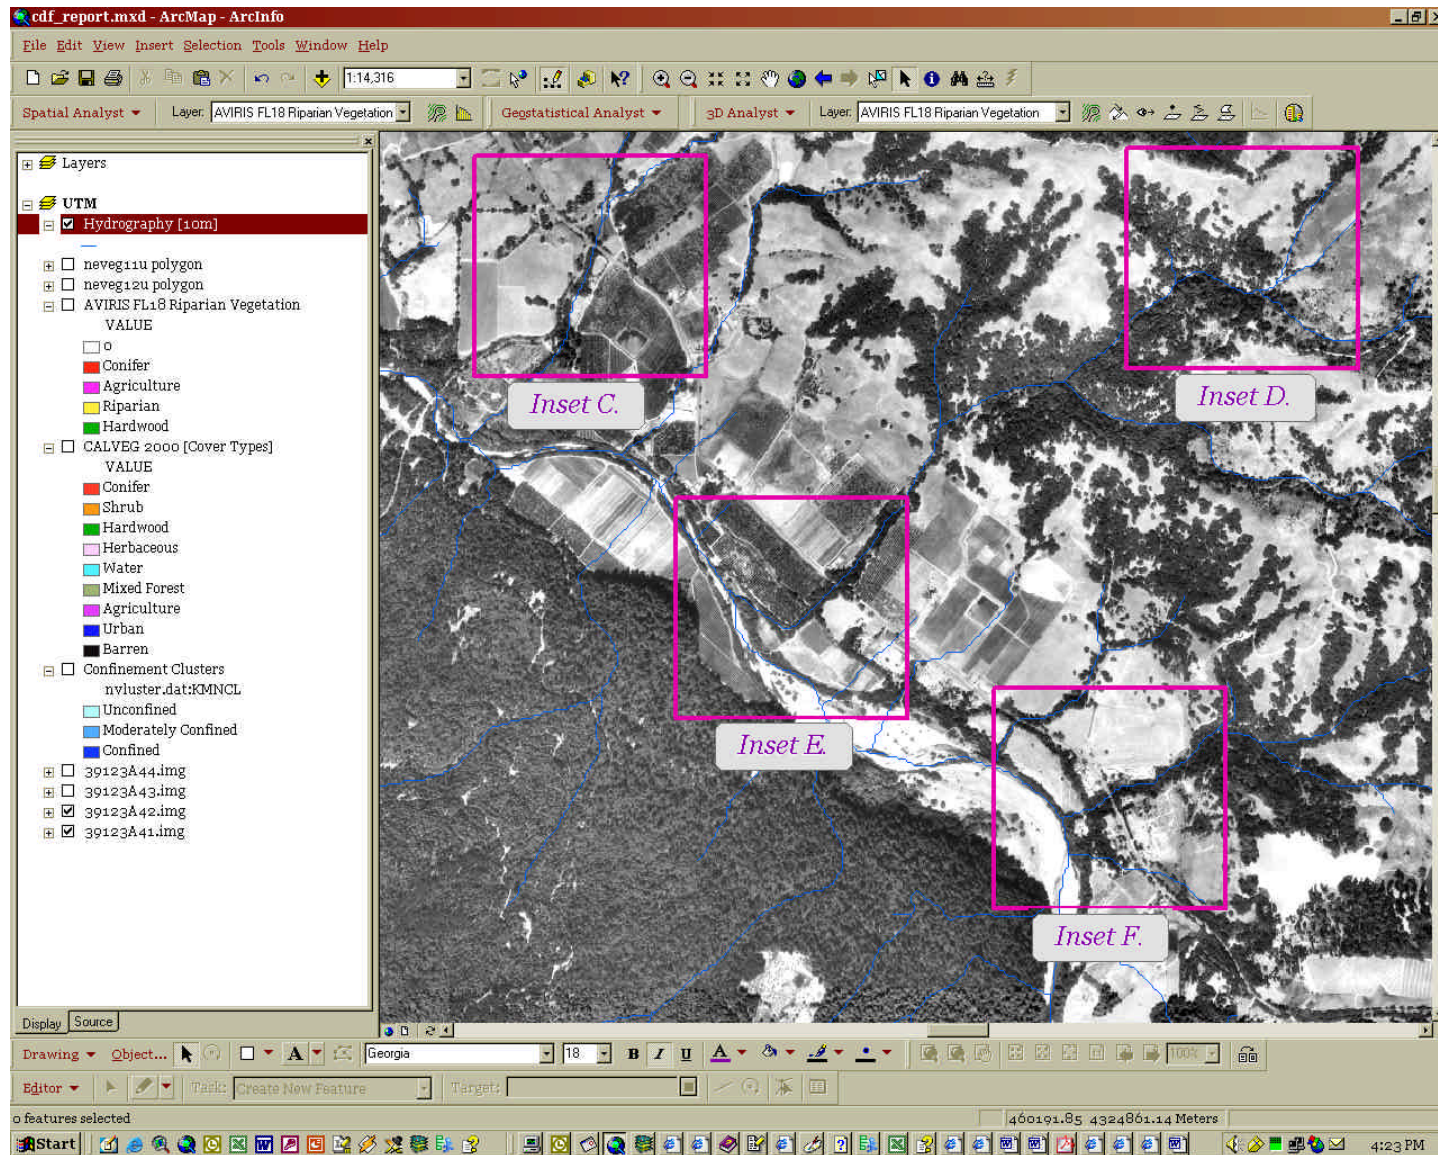 cdf_report.mxd - ArcMap - ArcInfo
File Edit View Insert Selection Tools Window Help
1:14,316
Spatial Analyst Layer: AVIRIS FL18 Riparian Vegetation Geostatistical Analyst 3D Analyst Layer: AVIRIS FL18 Riparian Vegetation
Layers
UTM
Hydrography [10m]
neveg11u polygon
neveg12u polygon
AVIRIS FL18 Riparian Vegetation
VALUE
0
Conifer
Agriculture
Riparian
Hardwood
CALVEG 2000 [Cover Types]
VALUE
Conifer
Shrub
Hardwood
Herbaceous
Water
Mixed Forest
Agriculture
Urban
Barren
Confinement Clusters
nvluster.dat:KMNCL
Unconfined
Moderately Confined
Confined
39123A44.img
39123A43.img
39123A42.img
39123A41.img
Inset C.
Inset D.
Inset E.
Inset F.
Display Source
Drawing Object... A Georgia 18 B I U A 100%
Editor Task: Create New Feature Target:
0 features selected
460191.85 4324861.14 Meters
Start 4:23 PM